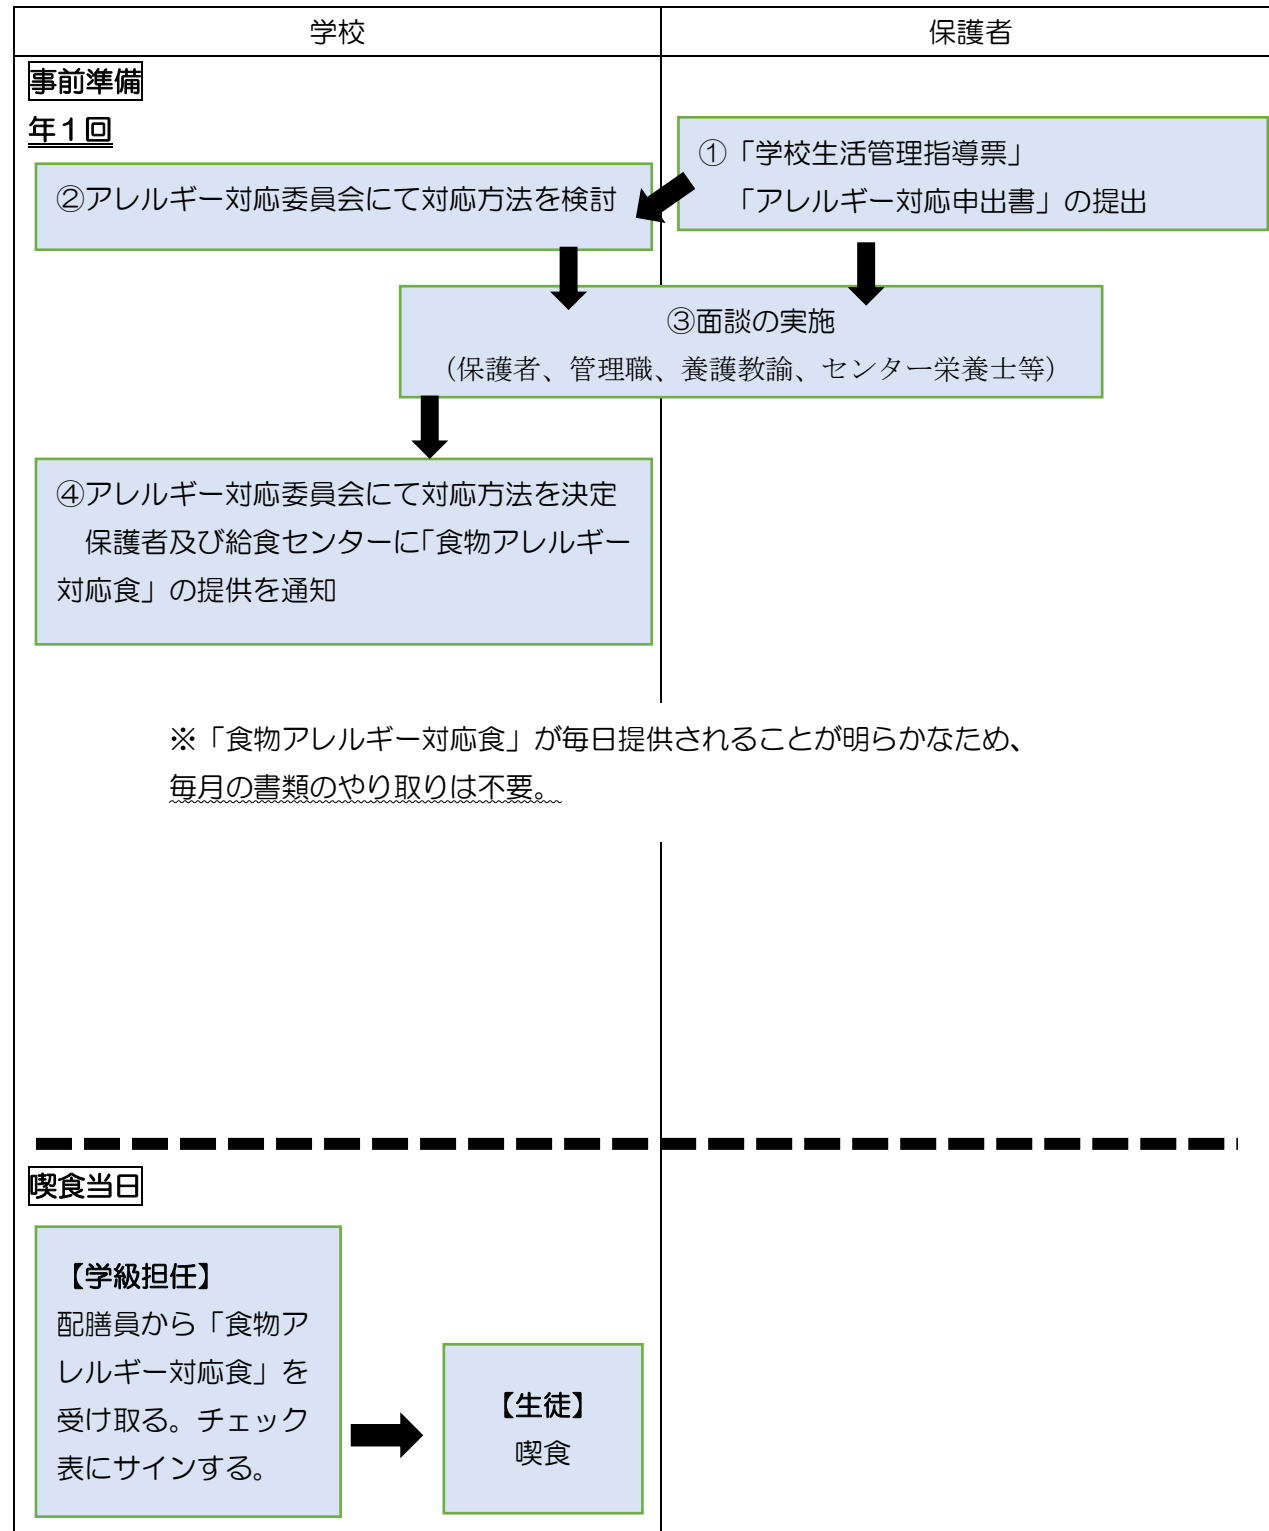 学校
保護者
事前準備
年1回
①「学校生活管理指導票」
「アレルギー対応申出書」の提出
②アレルギー対応委員会にて対応方法を検討
③面談の実施
（保護者、管理職、養護教諭、センター栄養士等）
④アレルギー対応委員会にて対応方法を決定
保護者及び給食センターに「食物アレルギー
対応食」の提供を通知
※「食物アレルギー対応食」が毎日提供されることが明らかなため、
毎月の書類のやり取りは不要。
喫食当日
【学級担任】
配膳員から「食物ア
レルギー対応食」を
受け取る。チェック
表にサインする。
【生徒】
喫食